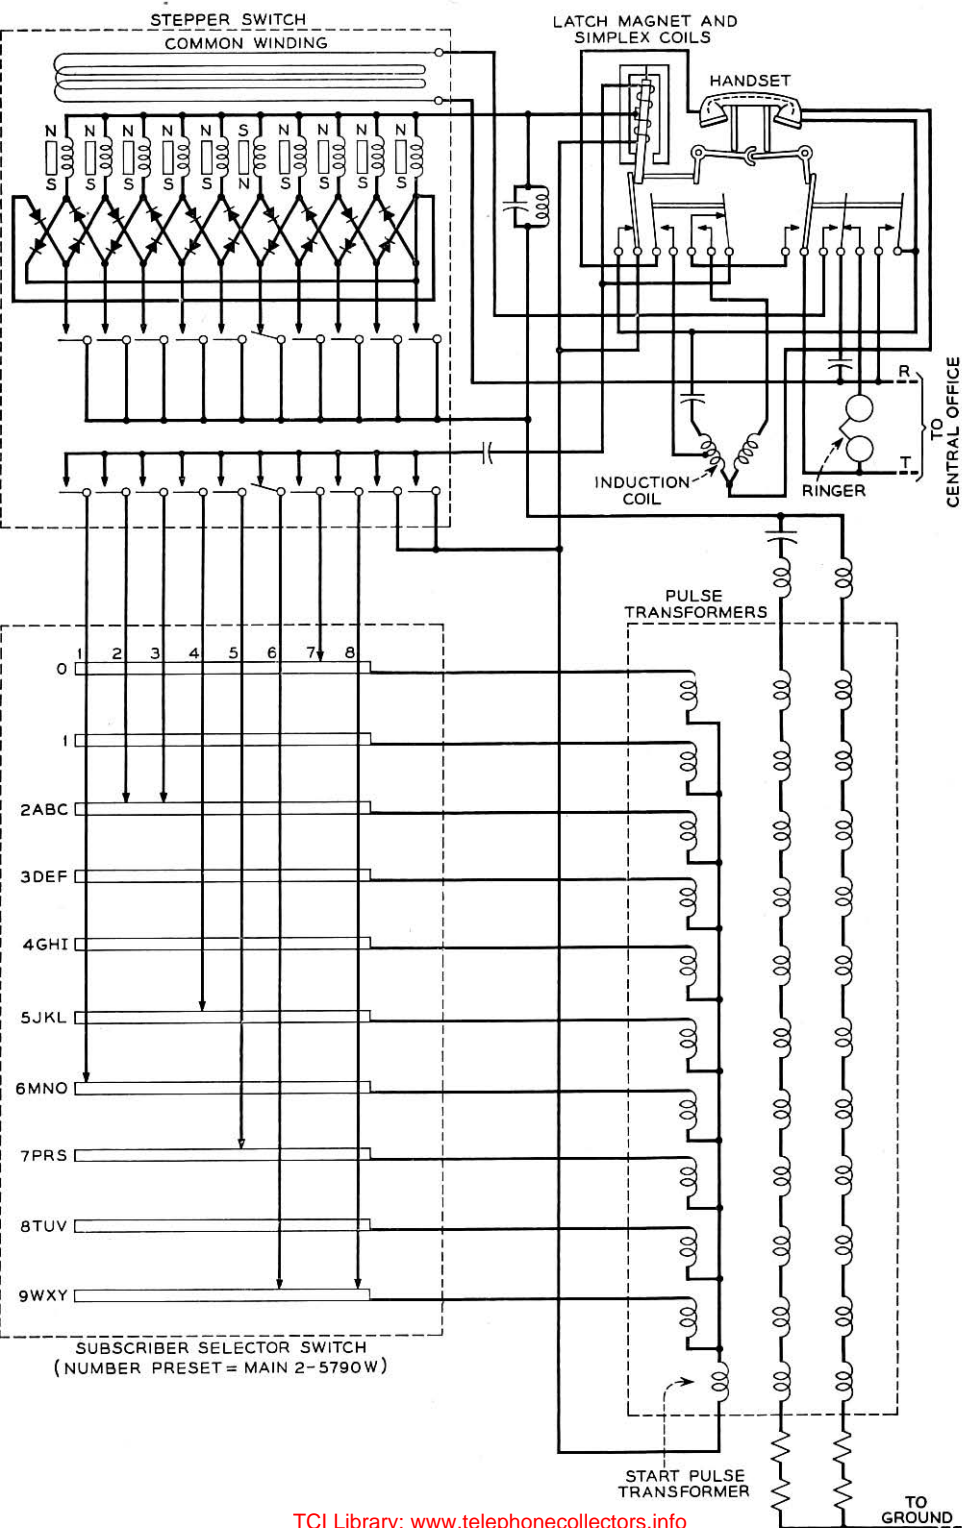 STEPPER SWITCH
COMMON WINDING
LATCH MAGNET AND
SIMPLEX COILS
HANDSET
N N N N N S N N N N
S S S S S N S S S S
R
T
TO
CENTRAL OFFICE
INDUCTION
COIL
RINGER
PULSE
TRANSFORMERS
1 2 3 4 5 6 7 8
0
1
2ABC
3DEF
4GHI
5JKL
6MNO
7PRS
8TUV
9WXY
SUBSCRIBER SELECTOR SWITCH
(NUMBER PRESET = MAIN 2-5790W)
START PULSE
TRANSFORMER
TO
GROUND
TCI Library: www.telephonecollectors.info